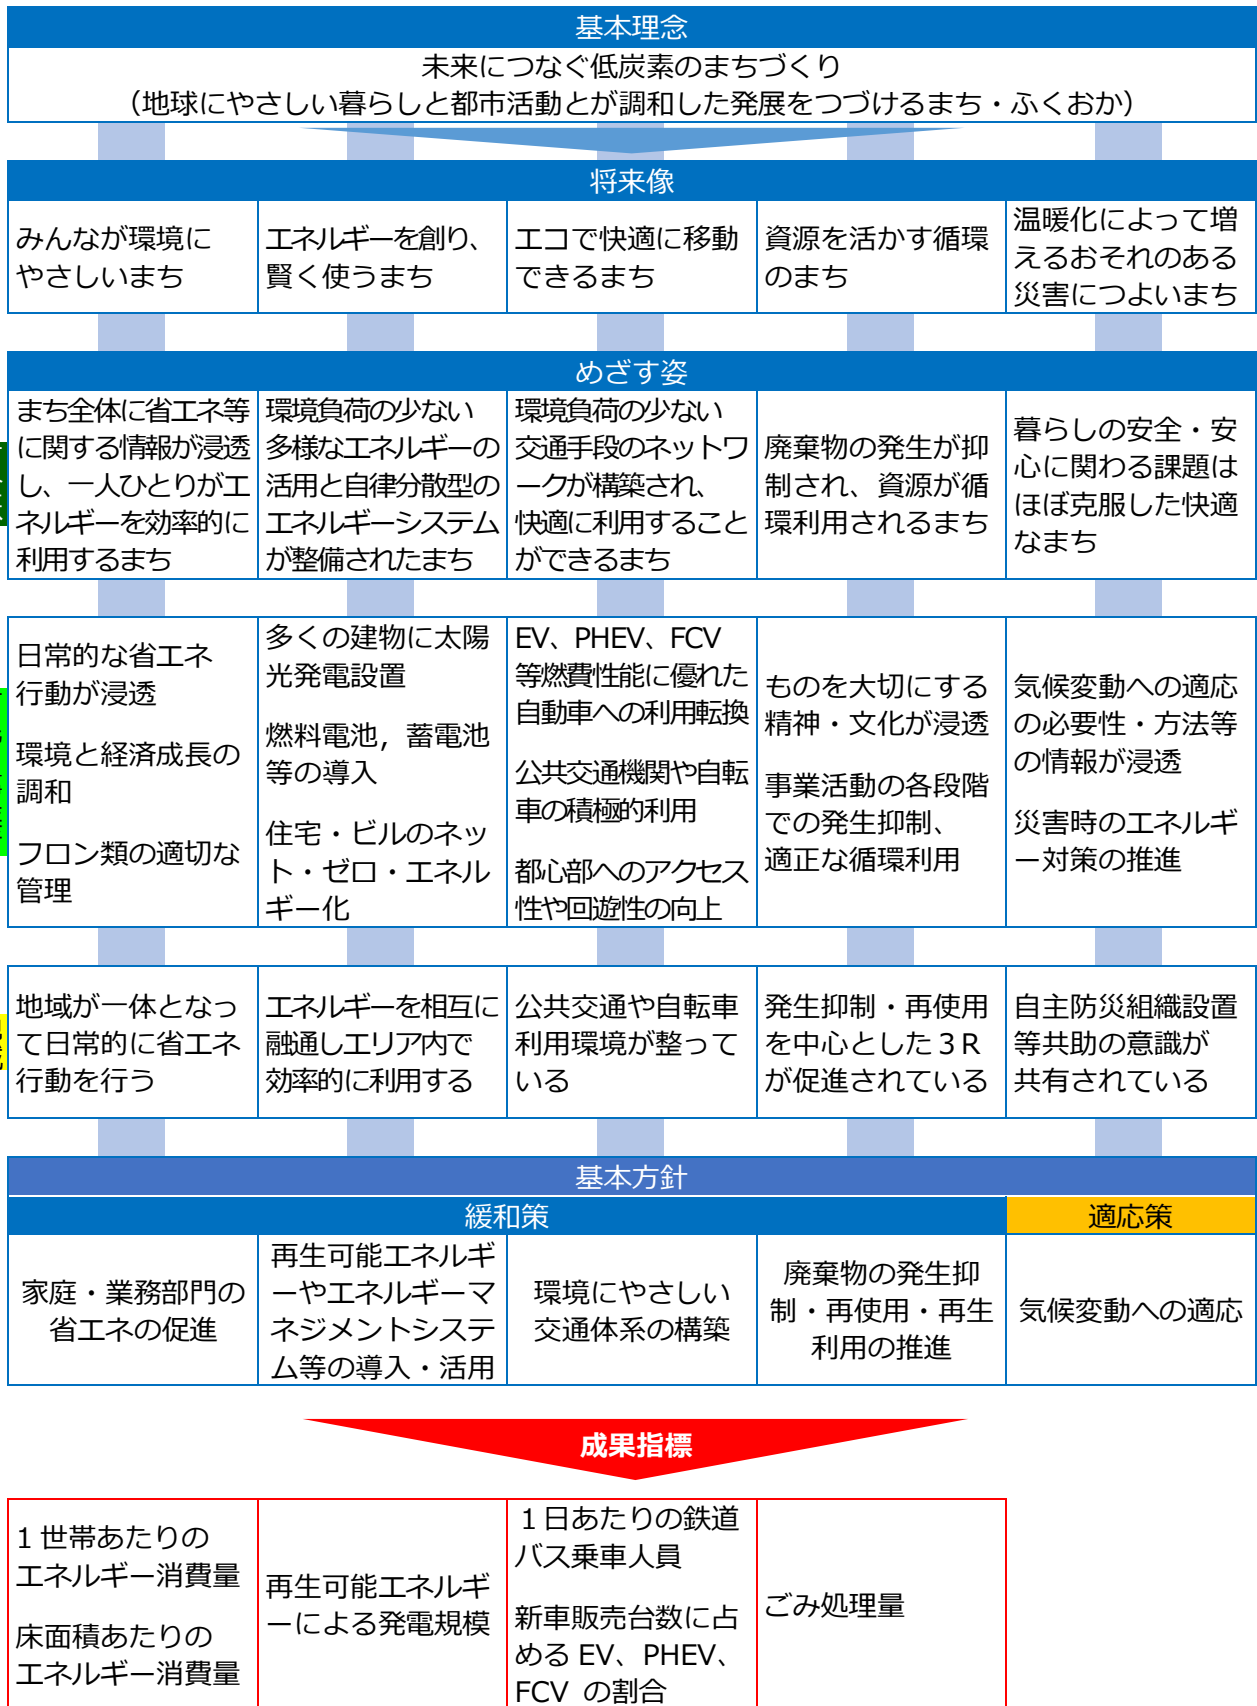 基本理念
未来につなぐ低炭素のまちづくり
（地球にやさしい暮らしと都市活動とが調和した発展をつづけるまち・ふくおか）
将来像
みんなが環境に
やさしいまち
エネルギーを創り、
賢く使うまち
エコで快適に移動
できるまち
資源を活かす循環
のまち
温暖化によって増
えるおそれのある
災害につよいまち
めざす姿
まち全体に省エネ等
に関する情報が浸透
し、一人ひとりがエ
ネルギーを効率的に
利用するまち
環境負荷の少ない
多様なエネルギーの
活用と自律分散型の
エネルギーシステム
が整備されたまち
環境負荷の少ない
交通手段のネットワ
ークが構築され、
快適に利用すること
ができるまち
廃棄物の発生が抑
制され、資源が循
環利用されるまち
暮らしの安全・安
心に関わる課題は
ほぼ克服した快適
なまち
日常的な省エネ
行動が浸透
環境と経済成長の
調和
フロン類の適切な
管理
多くの建物に太陽
光発電設置
燃料電池，蓄電池
等の導入
住宅・ビルのネッ
ト・ゼロ・エネル
ギー化
EV、PHEV、FCV
等燃費性能に優れた
自動車への利用転換
公共交通機関や自転
車の積極的利用
都心部へのアクセス
性や回遊性の向上
ものを大切にする
精神・文化が浸透
事業活動の各段階
での発生抑制、
適正な循環利用
気候変動への適応
の必要性・方法等
の情報が浸透
災害時のエネルギ
ー対策の推進
地域が一体となっ
て日常的に省エネ
行動を行う
エネルギーを相互に
融通しエリア内で
効率的に利用する
公共交通や自転車
利用環境が整って
いる
発生抑制・再使用
を中心とした３Ｒ
が促進されている
自主防災組織設置
等共助の意識が
共有されている
基本方針
緩和策
適応策
家庭・業務部門の
省エネの促進
再生可能エネルギ
ーやエネルギーマ
ネジメントシステ
ム等の導入・活用
環境にやさしい
交通体系の構築
廃棄物の発生抑
制・再使用・再生
利用の推進
気候変動への適応
成果指標
１世帯あたりの
エネルギー消費量
床面積あたりの
エネルギー消費量
再生可能エネルギ
ーによる発電規模
１日あたりの鉄道
バス乗車人員
新車販売台数に占
める EV、PHEV、
FCV の割合
ごみ処理量